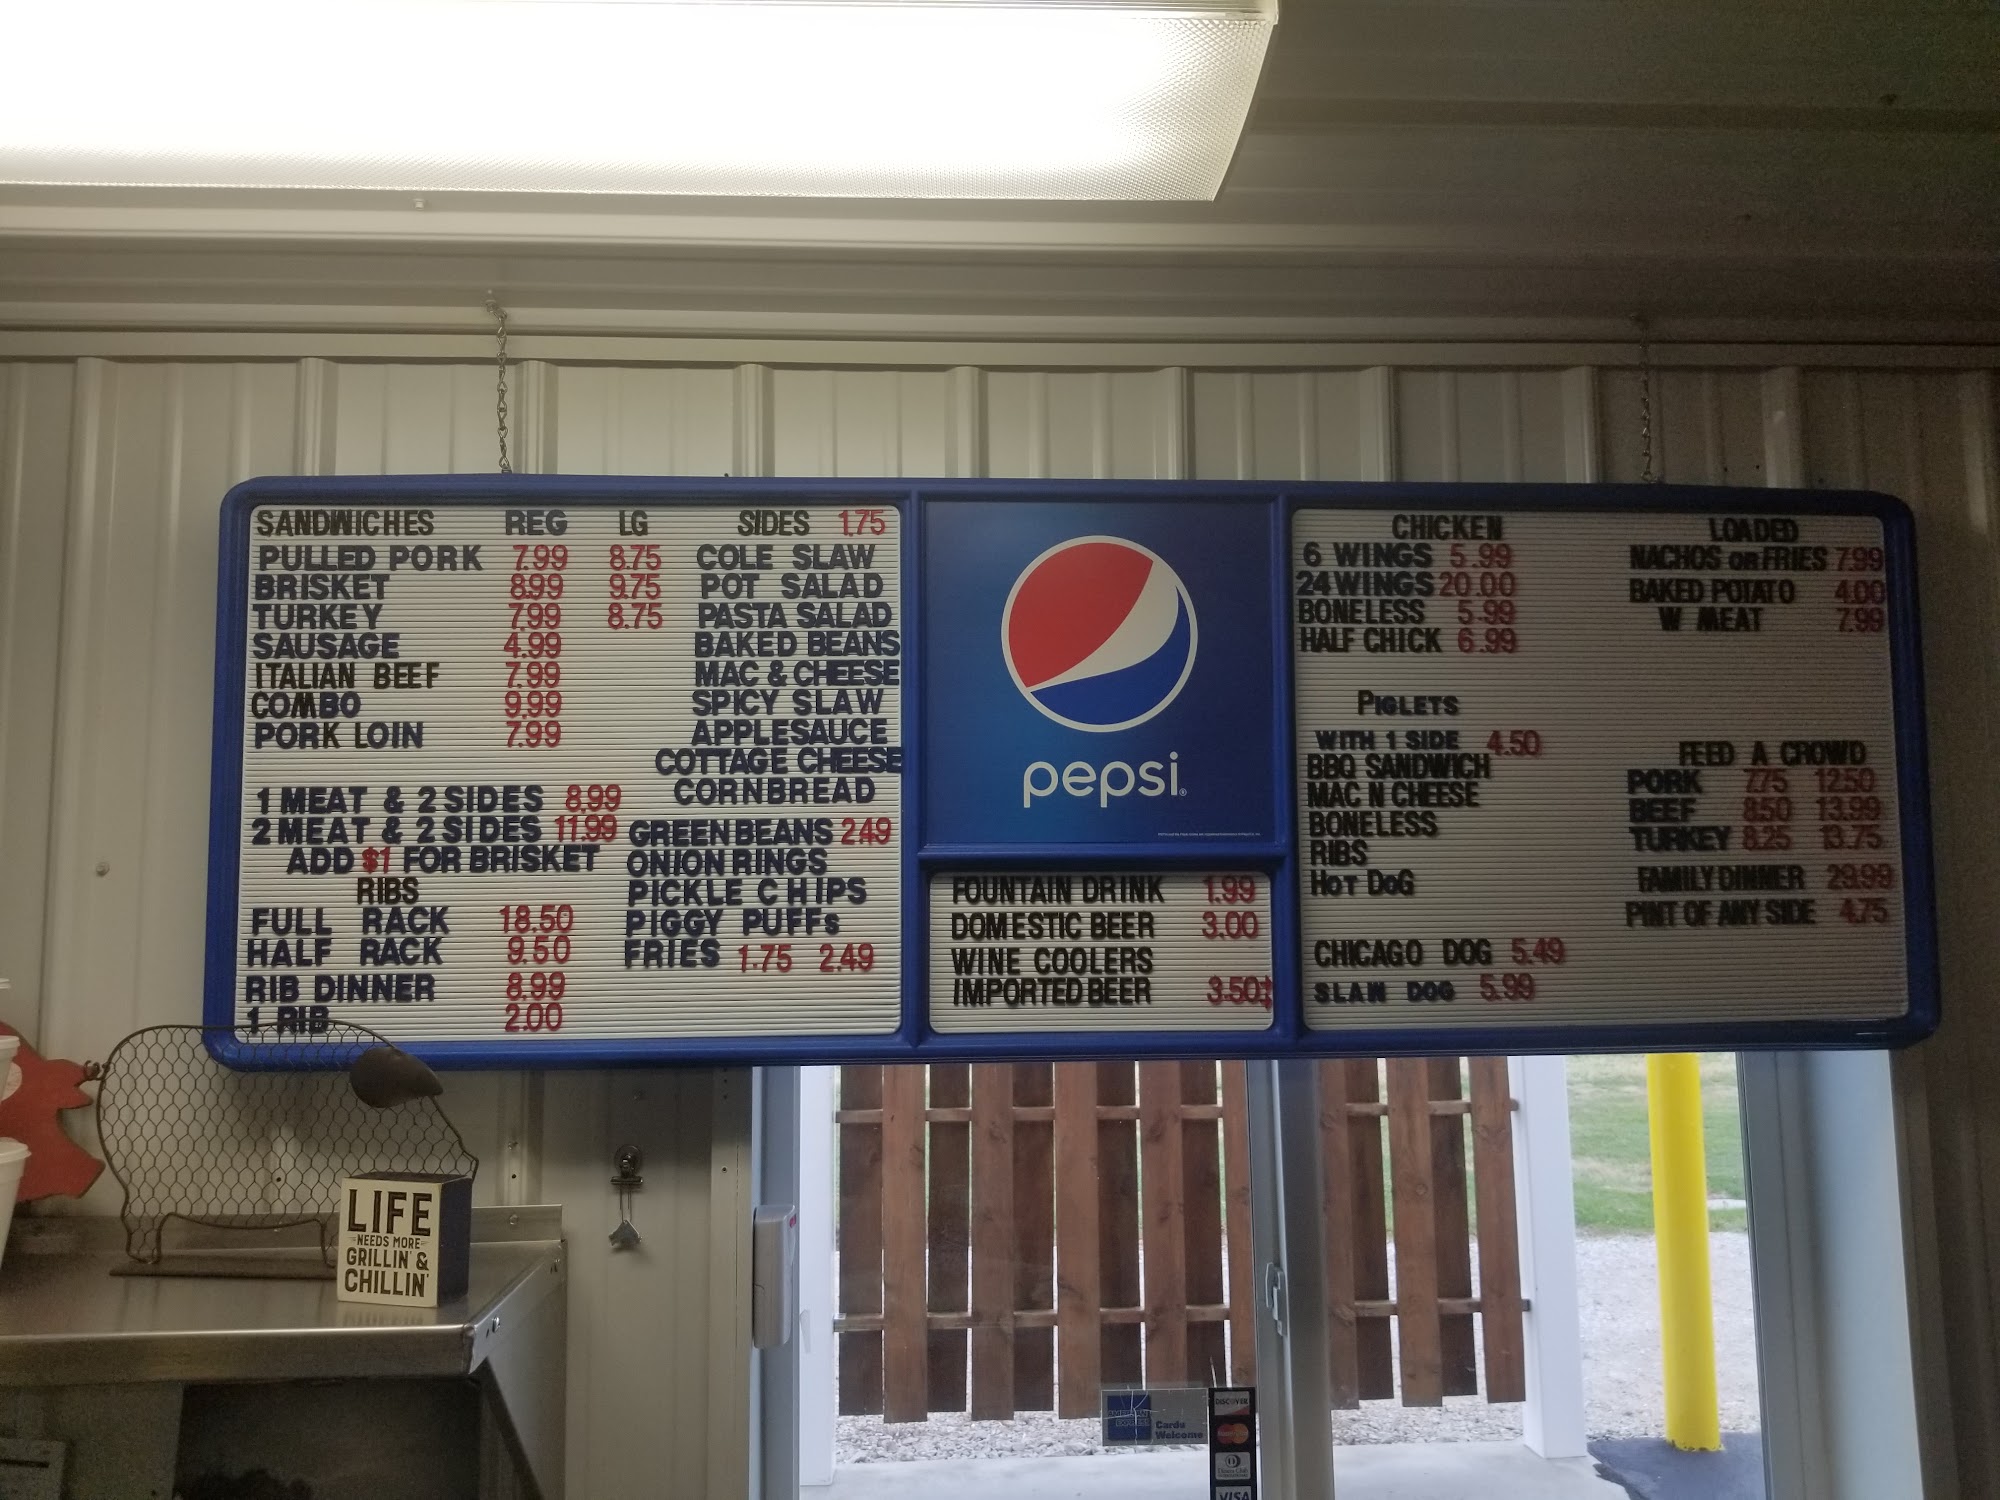 SANDWICHES REG LG
PULLED PORK 7.99 8.75
BRISKET 8.99 9.75
TURKEY 7.99 8.75
SAUSAGE 4.99
ITALIAN BEEF 7.99
COMBO 9.99
PORK LOIN 7.99
1 MEAT & 2 SIDES 8.99
2 MEAT & 2 SIDES 11.99
ADD $1 FOR BRISKET
RIBS
FULL RACK 18.50
HALF RACK 9.50
RIB DINNER 8.99
1 RIB 2.00
SIDES 1.75
COLE SLAW
POT SALAD
PASTA SALAD
BAKED BEANS
MAC & CHEESE
SPICY SLAW
APPLESAUCE
COTTAGE CHEESE
CORNBREAD
GREEN BEANS 2.49
ONION RINGS
PICKLE CHIPS
PIGGY PUFFs
FRIES 1.75 2.49
pepsi
FOUNTAIN DRINK 1.99
DOMESTIC BEER 3.00
WINE COOLERS
IMPORTED BEER 3.50
CHICKEN
6 WINGS 5.99
24 WINGS 20.00
BONELESS 5.99
HALF CHICK 6.99
PIGLETS
WITH 1 SIDE 4.50
BBQ SANDWICH
MAC N CHEESE
BONELESS
RIBS
HOT DOG
CHICAGO DOG 5.49
SLAW DOG 5.99
LOADED
NACHOS OR FRIES 7.99
BAKED POTATO 4.00
W MEAT 7.99
FEED A CROWD
PORK 7.75 12.50
BEEF 8.50 13.99
TURKEY 8.25 13.75
FAMILY DINNER 29.99
PINT OF ANY SIDE 4.75
LIFE
NEEDS MORE
GRILLIN' &
CHILLIN'
AMERICAN
EXPRESS
Cards
Welcome
DISCOVER
VISA